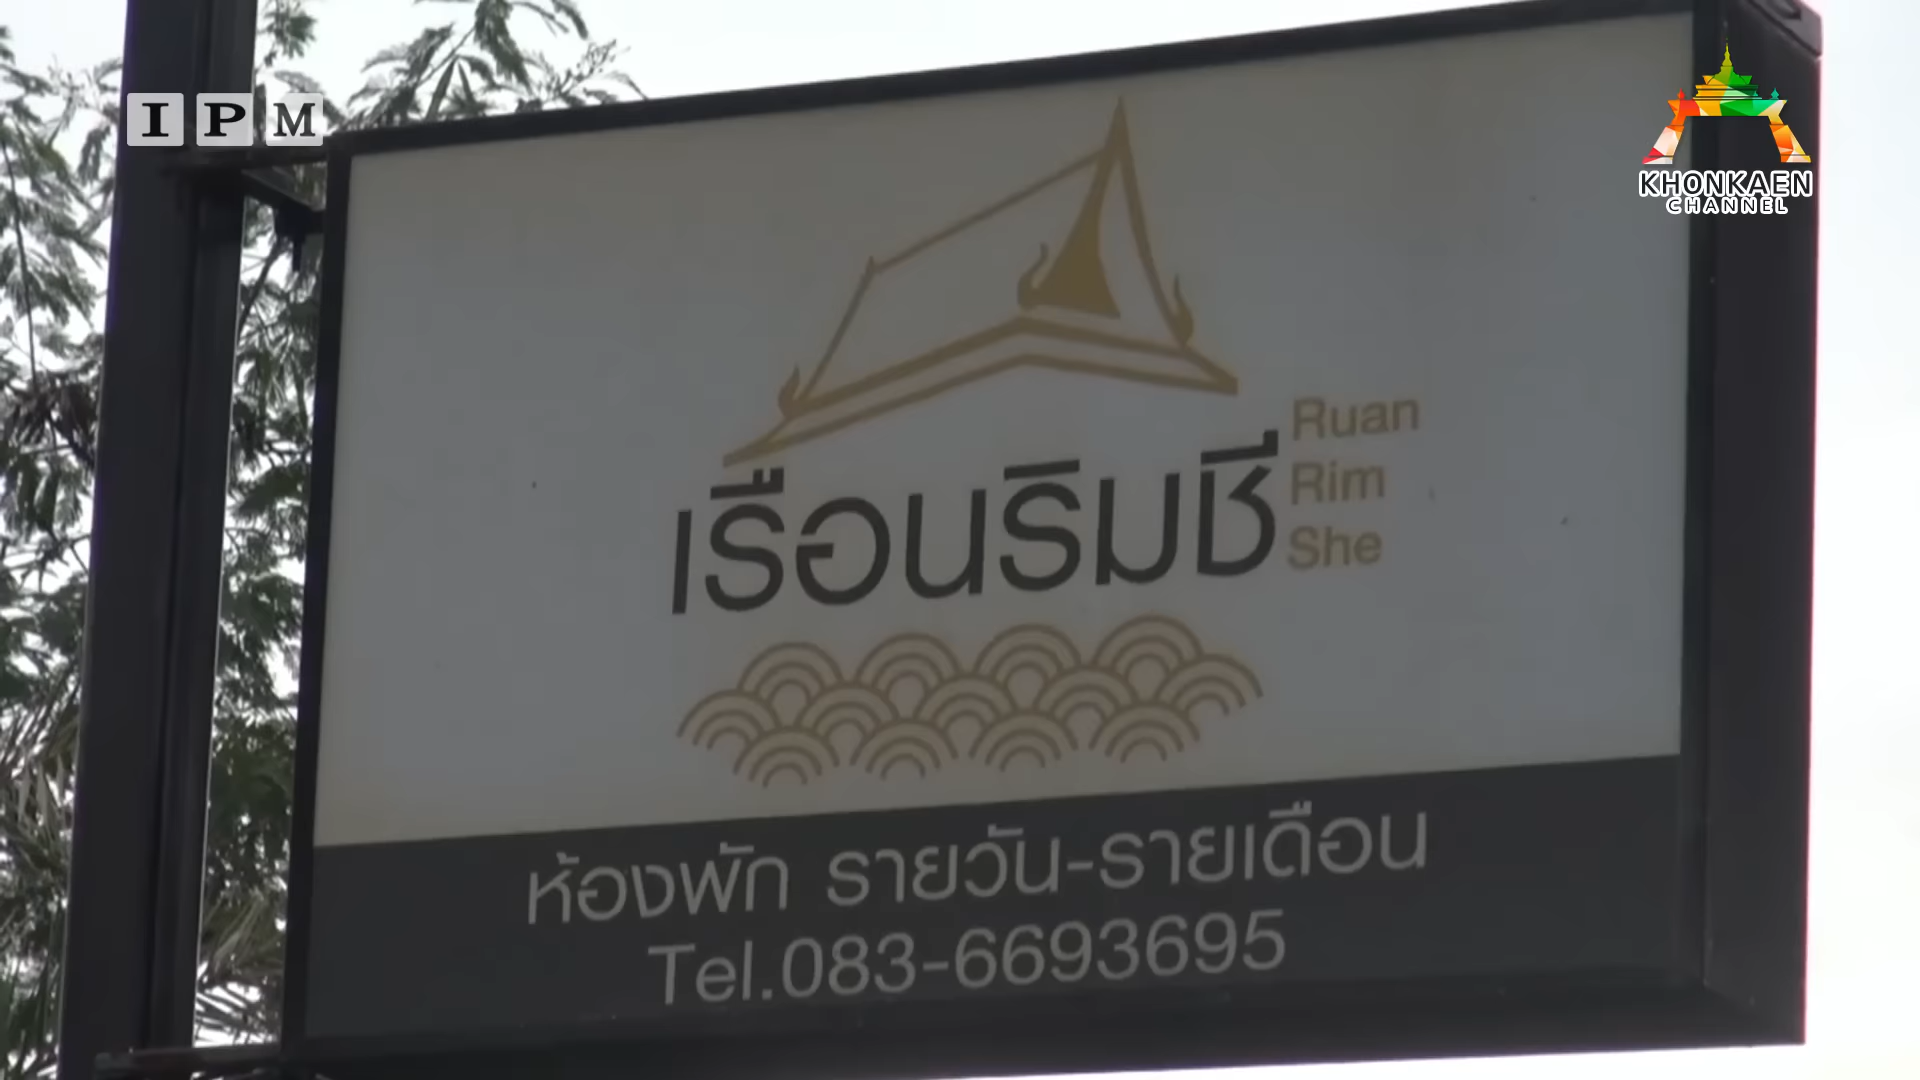 IPM
KHONKAEN
CHANNEL
Ruan
Rim
She
เรือนริมชี
ห้องพัก รายวัน-รายเดือน
Tel.083-6693695